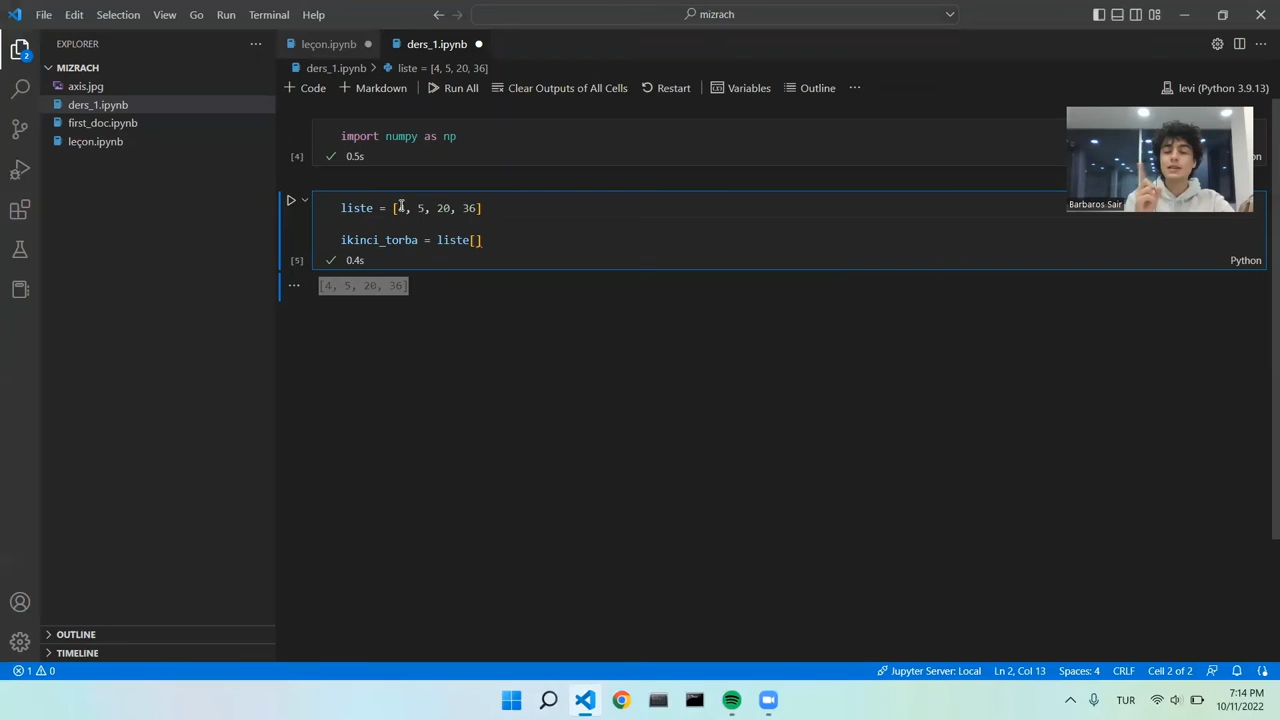 File Edit Selection View Go Run Terminal Help
mizrach
EXPLORER
leçon.ipynb
ders_1.ipynb
MIZRACH
ders_1.ipynb > liste = [4, 5, 20, 36]
axis.jpg
ders_1.ipynb
first_doc.ipynb
leçon.ipynb
2
+ Code + Markdown Run All Clear Outputs of All Cells Restart Variables Outline ...
levi (Python 3.9.13)
import numpy as np
[4] 0.5s
liste = [4, 5, 20, 36]
ikinci_torba = liste[]
[5] 0.4s
Python
[4, 5, 20, 36]
Barbaros Sair
OUTLINE
TIMELINE
1 0
Jupyter Server: Local Ln 2, Col 13 Spaces: 4 CRLF Cell 2 of 2
TUR
7:14 PM
10/11/2022